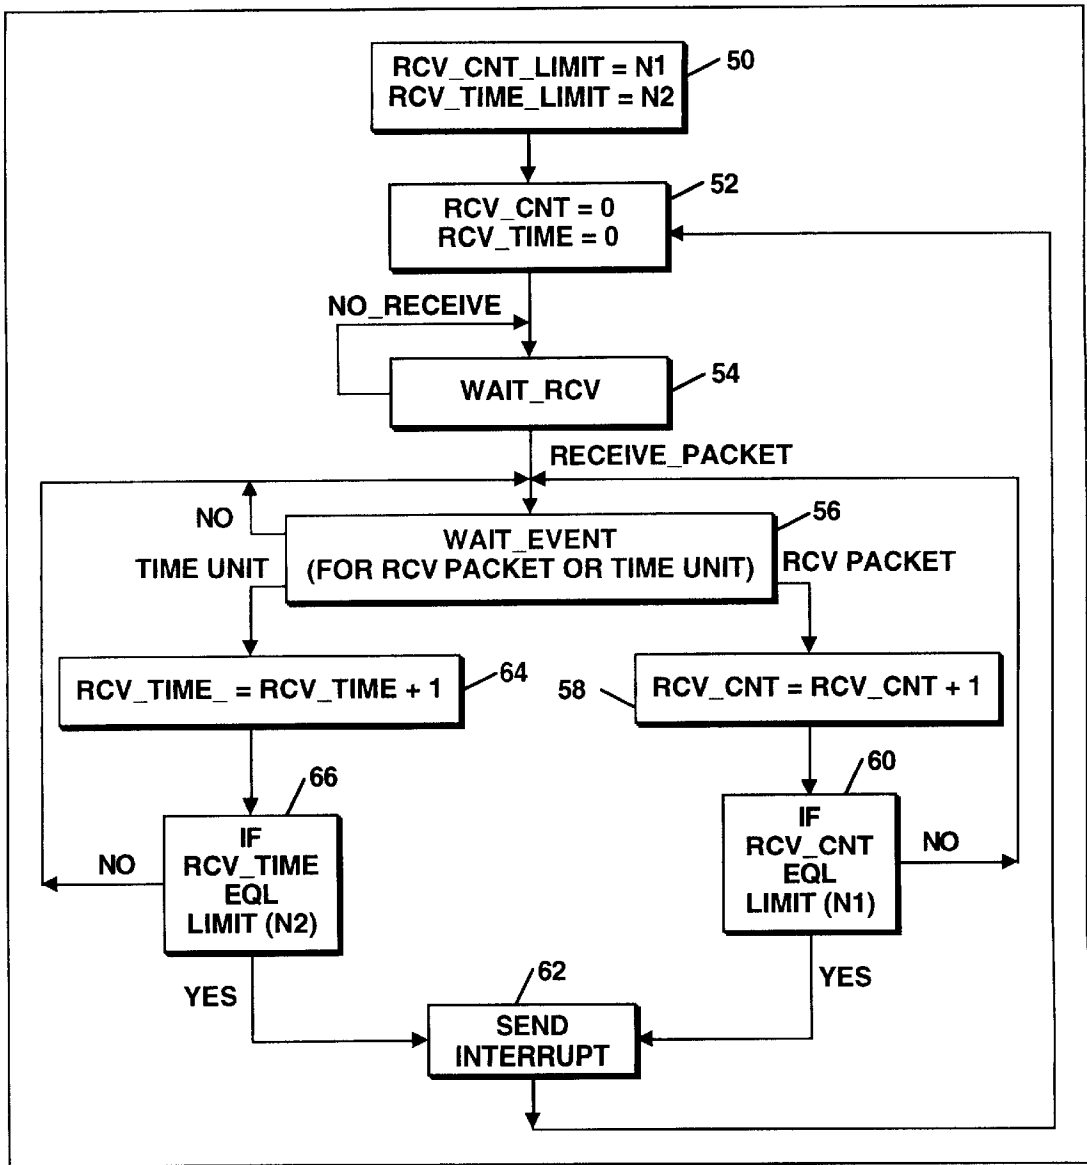 RCV_CNT_LIMIT = N1
RCV_TIME_LIMIT = N2
50
52
RCV_CNT = 0
RCV_TIME = 0
NO_RECEIVE
WAIT_RCV
54
RECEIVE_PACKET
NO
56
WAIT_EVENT
(FOR RCV PACKET OR TIME UNIT)
TIME UNIT
RCV PACKET
RCV_TIME_ = RCV_TIME + 1
64
58
RCV_CNT = RCV_CNT + 1
66
IF
RCV_TIME
EQL
LIMIT (N2)
NO
YES
60
IF
RCV_CNT
EQL
LIMIT (N1)
NO
YES
62
SEND
INTERRUPT